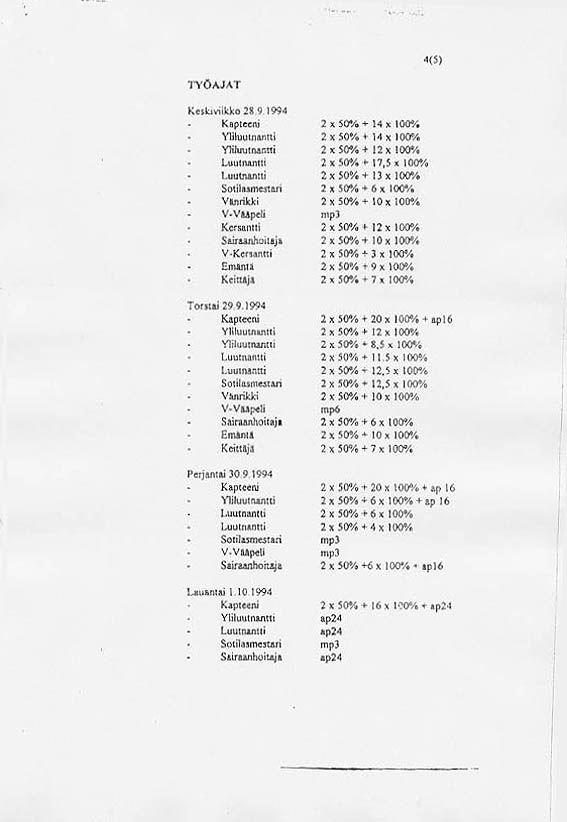 4(5)
TYÖAJAT
Keskiviikko 28.9.1994
- Kapteeni 2 x 50% + 14 x 100%
- Yliluutnantti 2 x 50% + 14 x 100%
- Yliluutnantti 2 x 50% + 12 x 100%
- Luutnantti 2 x 50% + 17,5 x 100%
- Luutnantti 2 x 50% + 13 x 100%
- Sotilasmestari 2 x 50% + 6 x 100%
- Vänrikki 2 x 50% + 10 x 100%
- V-Vääpeli mp3
- Kersantti 2 x 50% + 12 x 100%
- Sairaanhoitaja 2 x 50% + 10 x 100%
- V-Kersantti 2 x 50% + 3 x 100%
- Emäntä 2 x 50% + 9 x 100%
- Keittäjä 2 x 50% + 7 x 100%
Torstai 29.9.1994
- Kapteeni 2 x 50% + 20 x 100% + ap16
- Yliluutnantti 2 x 50% + 12 x 100%
- Yliluutnantti 2 x 50% + 8,5 x 100%
- Luutnantti 2 x 50% + 11.5 x 100%
- Luutnantti 2 x 50% + 12,5 x 100%
- Sotilasmestari 2 x 50% + 12,5 x 100%
- Vänrikki 2 x 50% + 10 x 100%
- V-Vääpeli mp6
- Sairaanhoitaja 2 x 50% + 6 x 100%
- Emäntä 2 x 50% + 10 x 100%
- Keittäjä 2 x 50% + 7 x 100%
Perjantai 30.9.1994
- Kapteeni 2 x 50% + 20 x 100% + ap 16
- Yliluutnantti 2 x 50% + 6 x 100% + ap 16
- Luutnantti 2 x 50% + 6 x 100%
- Luutnantti 2 x 50% + 4 x 100%
- Sotilasmestari mp3
- V-Vääpeli mp3
- Sairaanhoitaja 2 x 50% +6 x 100% + ap16
Lauantai 1.10.1994
- Kapteeni 2 x 50% + 16 x 100% + ap24
- Yliluutnantti ap24
- Luutnantti ap24
- Sotilasmestari mp3
- Sairaanhoitaja ap24